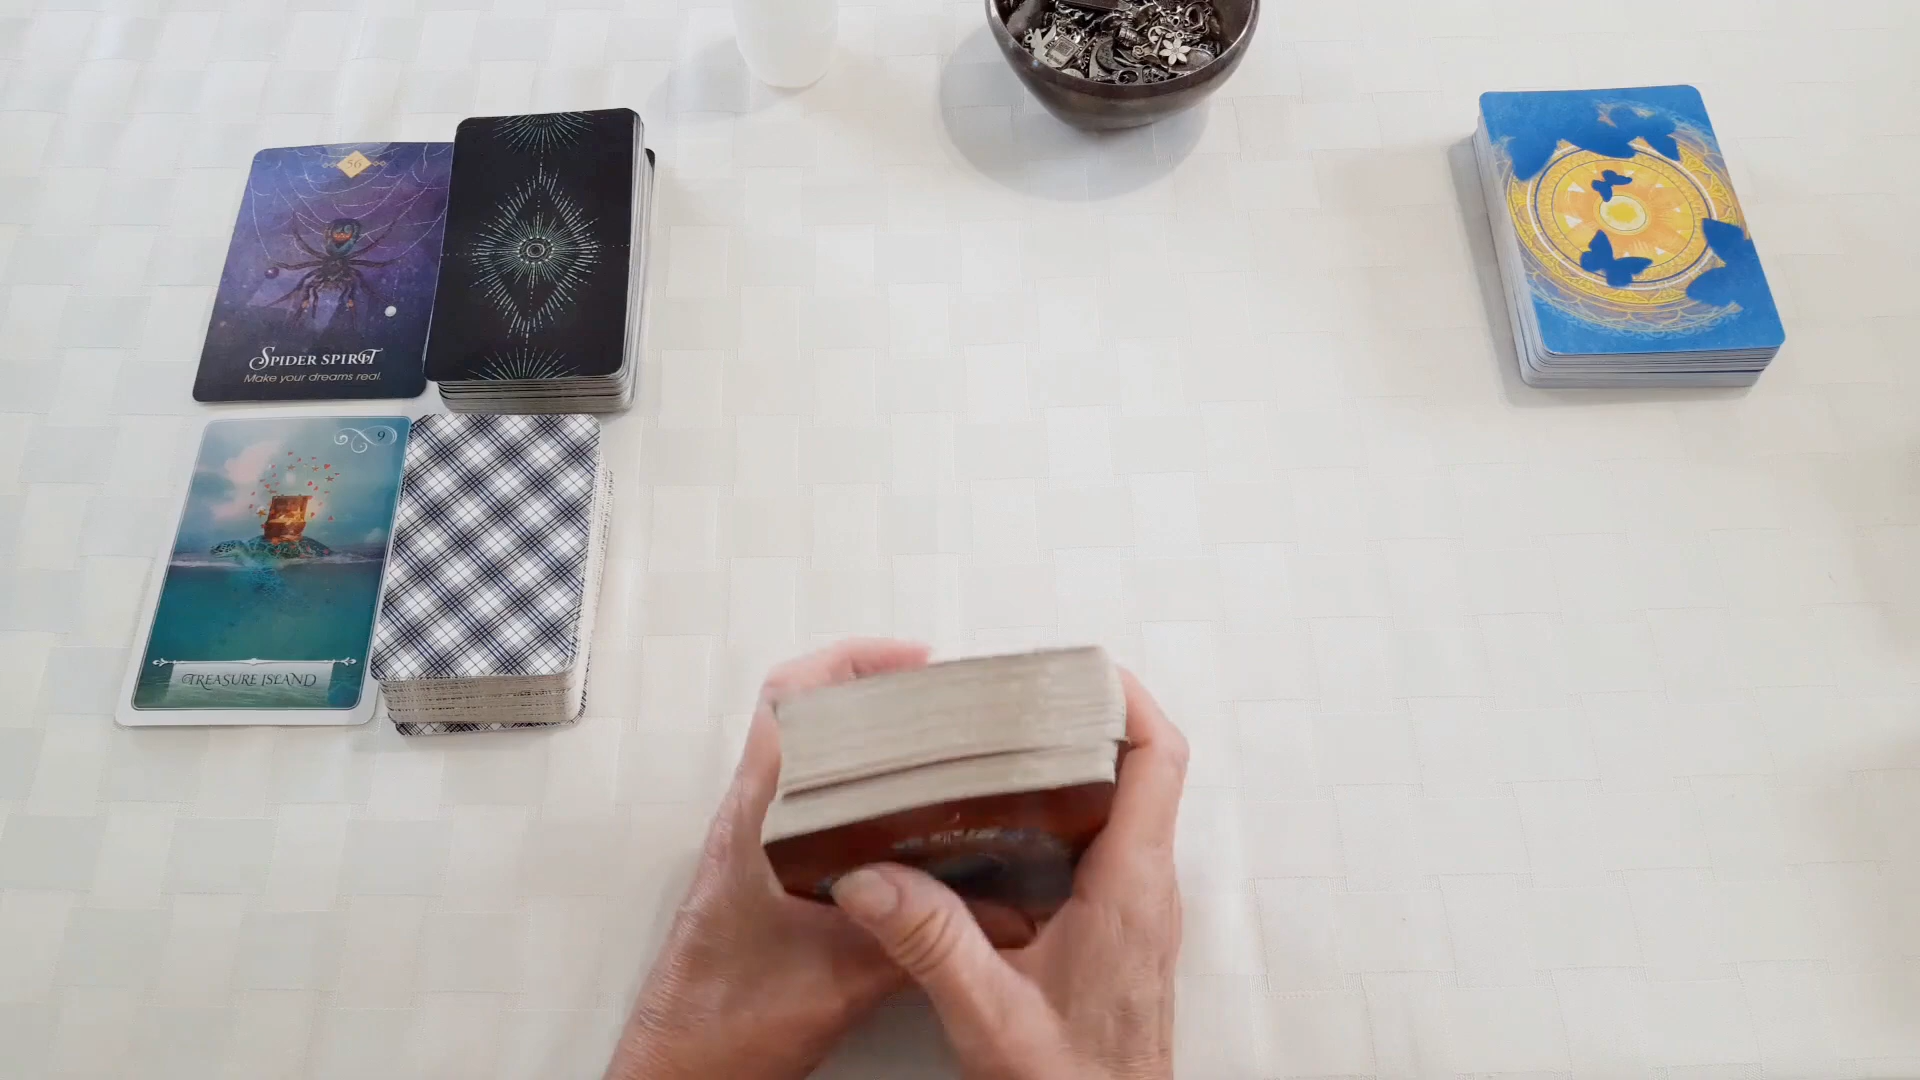 56
SPIDER SPIRIT
Make your dreams real.
9
TREASURE ISLAND